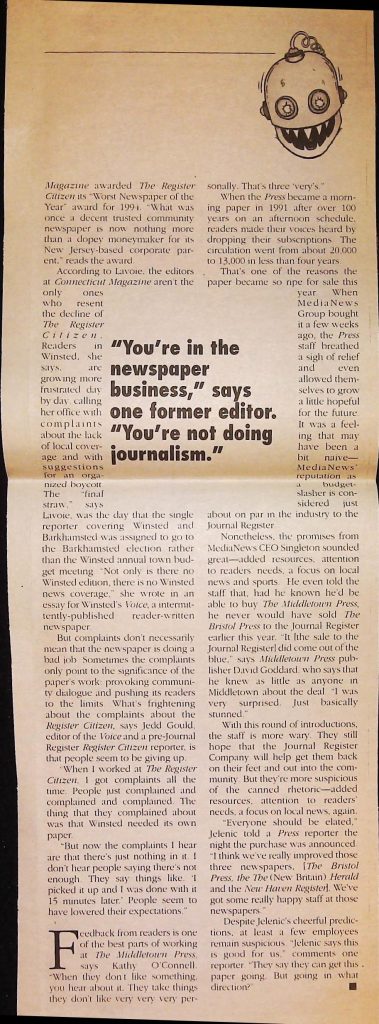 Magazine awarded The Register
Citizen its "Worst Newspaper of the
Year" award for 1994. "What was
once a decent trusted community
newspaper is now nothing more
than a dopey moneymaker for its
New Jersey-based corporate par-
ent," reads the award.
According to Lavoie, the editors
at Connecticut Magazine aren't the
only ones
who resent
the decline of
The Register
Citizen.
Readers in
Winsted, she
says, are
growing more
frustrated day
by day, calling
her office with
complaints
about the lack
of local cover-
age and with
suggestions
for an orga-
nized boycott.
The "final
straw," says
Lavoie, was the day that the single
reporter covering Winsted and
Barkhamsted was assigned to go to
the Barkhamsted election rather
than the Winsted annual town bud-
get meeting. "Not only is there no
Winsted edition, there is no Winsted
news coverage," she wrote in an
essay for Winsted's Voice, a intermit-
tently-published reader-written
newspaper.
But complaints don't necessarily
mean that the newspaper is doing a
bad job. Sometimes the complaints
only point to the significance of the
paper's work: provoking commun-
ity dialogue and pushing its readers
to the limits. What's frightening
about the complaints about the
Register Citizen, says Jedd Gould,
editor of the Voice and a pre-Journal
Register Register Citizen reporter, is
that people seem to be giving up.
"When I worked at The Register
Citizen, I got complaints all the
time. People just complained and
complained and complained. The
thing that they complained about
was that Winsted needed its own
paper.
"But now the complaints I hear
are that there's just nothing in it. I
don't hear people saying there's not
enough. They say things like, 'I
picked it up and I was done with it
15 minutes later.' People seem to
have lowered their expectations."
Feedback from readers is one
of the best parts of working
at The Middletown Press,
says Kathy O'Connell.
"When they don't like something,
you hear about it. They take things
they don't like very very very per-
"You're in the
newspaper
business," says
one former editor.
"You're not doing
journalism."
sonally. That's three 'very's."
When the Press became a morn-
ing paper in 1991 after over 100
years on an afternoon schedule,
readers made their voices heard by
dropping their subscriptions. The
circulation went from about 20,000
to 13,000 in less than four years.
That's one of the reasons the
paper became so ripe for sale this
year. When
MediaNews
Group bought
it a few weeks
ago, the Press
staff breathed
a sigh of relief
and even
allowed them-
selves to grow
a little hopeful
for the future.
It was a feel-
ing that may
have been a
bit naive—
MediaNews'
reputation as
a budget-
slasher is con-
sidered just
about on par in the industry to the
Journal Register.
Nonetheless, the promises from
MediaNews CEO Singleton sounded
great—added resources, attention
to readers needs, a focus on local
news and sports. He even told the
staff that, had he known he'd be
able to buy The Middletown Press,
he never would have sold The
Bristol Press to the Journal Register
earlier this year. "It [the sale to the
Journal Register] did come out of the
blue," says Middletown Press pub-
lisher David Goddard, who says that
he knew as little as anyone in
Middletown about the deal. "I was
very surprised. Just basically
stunned."
With this round of introductions,
the staff is more wary. They still
hope that the Journal Register
Company will help get them back
on their feet and out into the com-
munity. But they're more suspicious
of the canned rhetoric—added
resources, attention to readers'
needs, a focus on local news, again.
"Everyone should be elated,"
Jelenic told a Press reporter the
night the purchase was announced.
"I think we've really improved those
three newspapers, [The Bristol
Press, the The (New Britain) Herald
and the New Haven Register]. We've
got some really happy staff at those
newspapers."
Despite Jelenic's cheerful predic-
tions, at least a few employees
remain suspicious. "Jelenic says this
is good for us," comments one
reporter. "They say they can get this
paper going. But going in what
direction?"